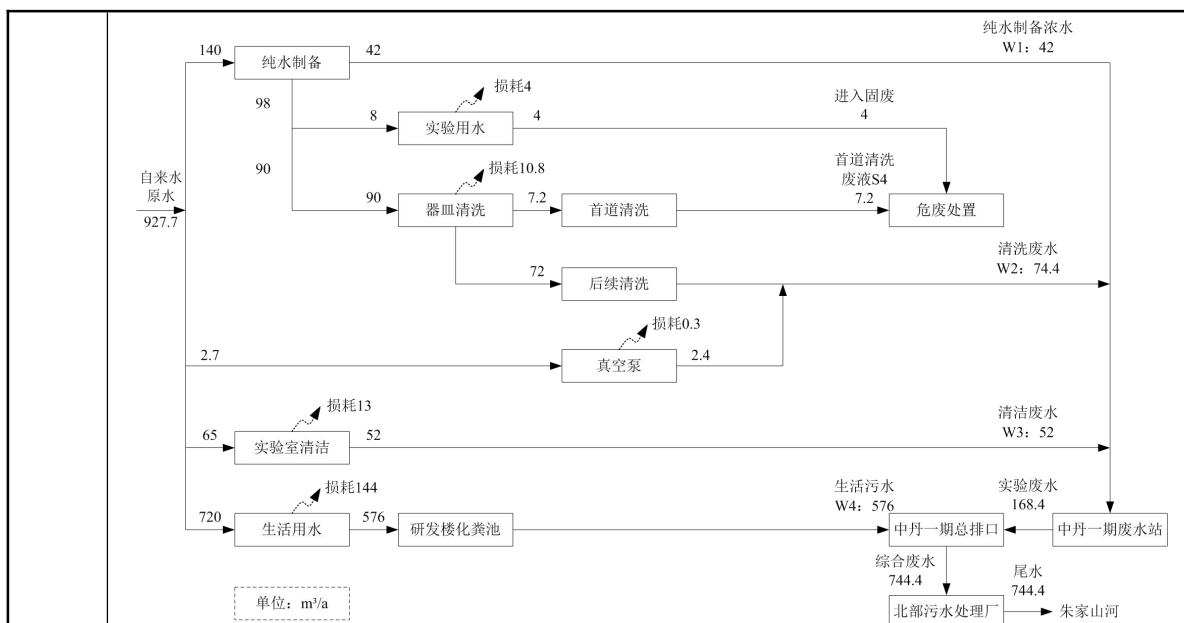 纯水制备浓水
W1：42
140
纯水制备
42
损耗4
98
8
实验用水
4
进入固废
4
90
损耗10.8
首道清洗
废液S4
自来水
原水
927.7
90
器皿清洗
7.2
首道清洗
7.2
危废处置
清洗废水
W2：74.4
72
后续清洗
损耗0.3
2.7
真空泵
2.4
损耗13
清洁废水
W3：52
65
实验室清洁
52
损耗144
生活污水
W4：576
实验废水
168.4
720
生活用水
576
研发楼化粪池
中丹一期总排口
中丹一期废水站
综合废水
744.4
尾水
744.4
单位：m³/a
北部污水处理厂
朱家山河